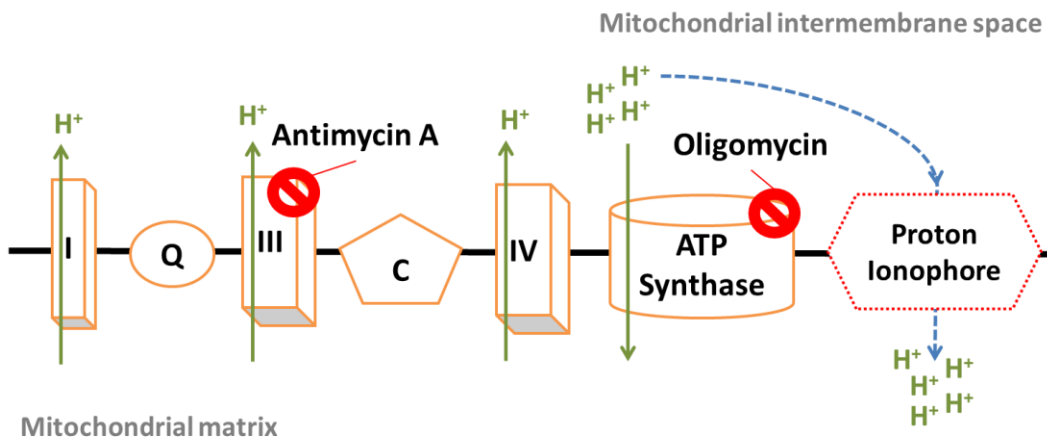 Mitochondrial intermembrane space
H⁺
H⁺
H⁺
H⁺
H⁺
H⁺
H⁺
Antimycin A
Oligomycin
I
Q
III
C
IV
ATP
Synthase
Proton
Ionophore
H⁺
H⁺
H⁺
H⁺
H⁺
Mitochondrial matrix